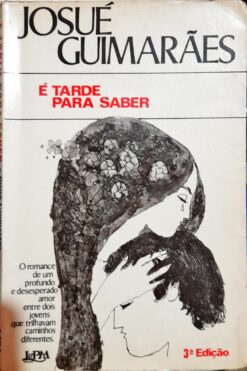 JOSUÉ
GUIMARÃES
É TARDE
PARA SABER
O romance
de um
profundo
e desesperado
amor
entre dois
jovens
que trilhavam
caminhos
diferentes.
L&PM
3ª Edição